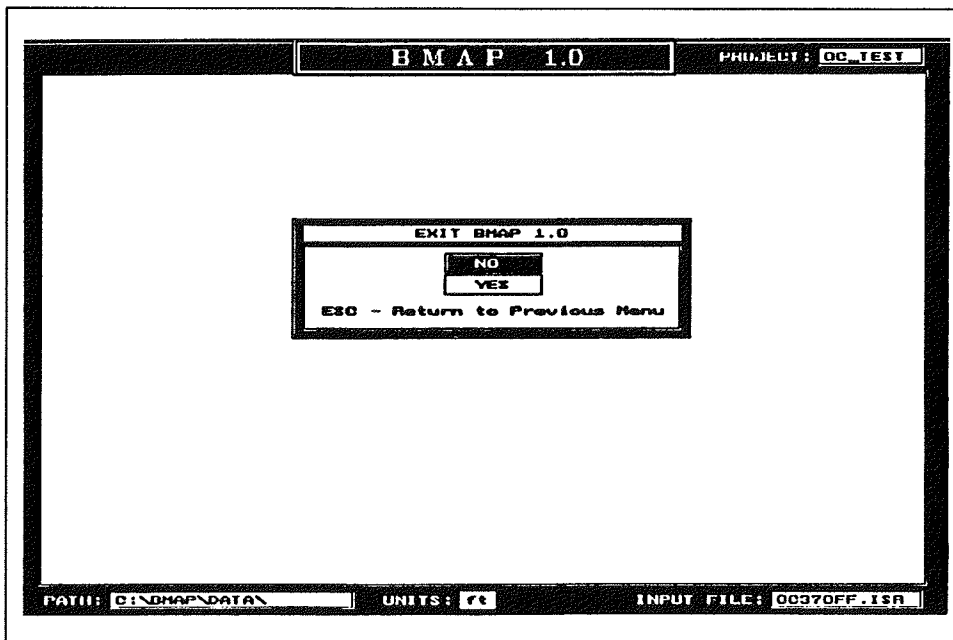 BMAP 1.0 PROJECT: OC_TEST
EXIT BMAP 1.0
NO
YES
ESC - Return to Previous Menu
PATH: C:\BMAP\DATA\ UNITS: ft INPUT FILE: OC370FF.ISR